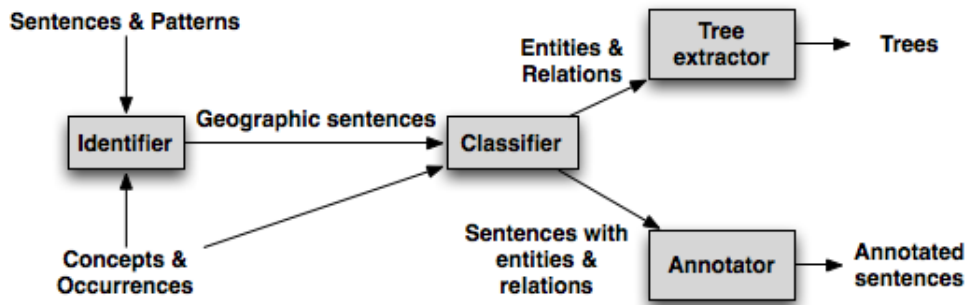 Sentences & Patterns
Identifier
Concepts &
Occurrences
Geographic sentences
Classifier
Entities &
Relations
Tree
extractor
Trees
Sentences with
entities &
relations
Annotator
Annotated
sentences